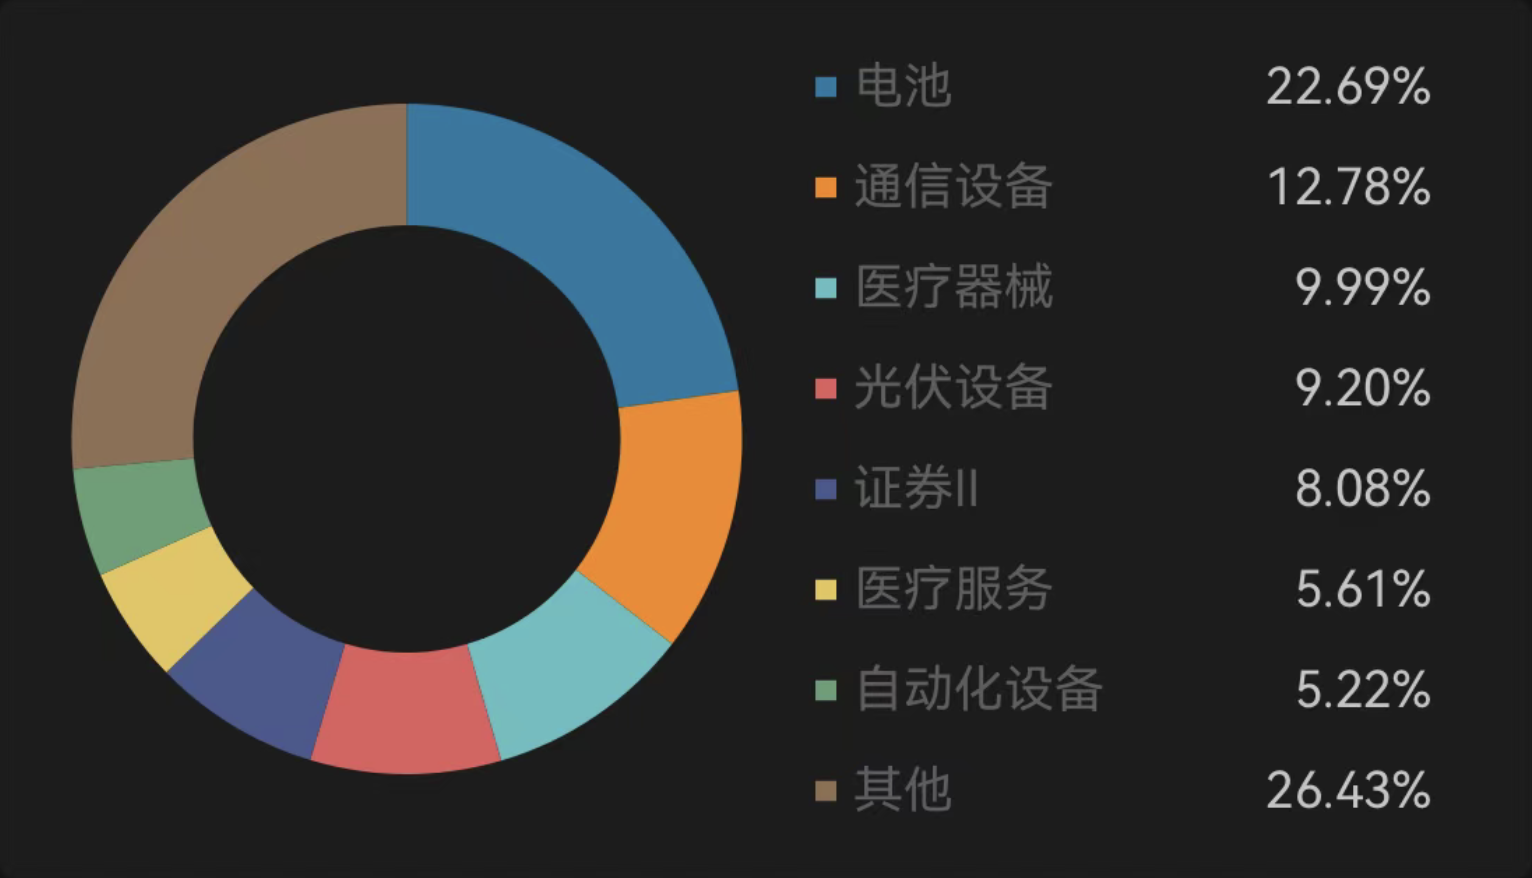 电池 22.69%
通信设备 12.78%
医疗器械 9.99%
光伏设备 9.20%
证券II 8.08%
医疗服务 5.61%
自动化设备 5.22%
其他 26.43%